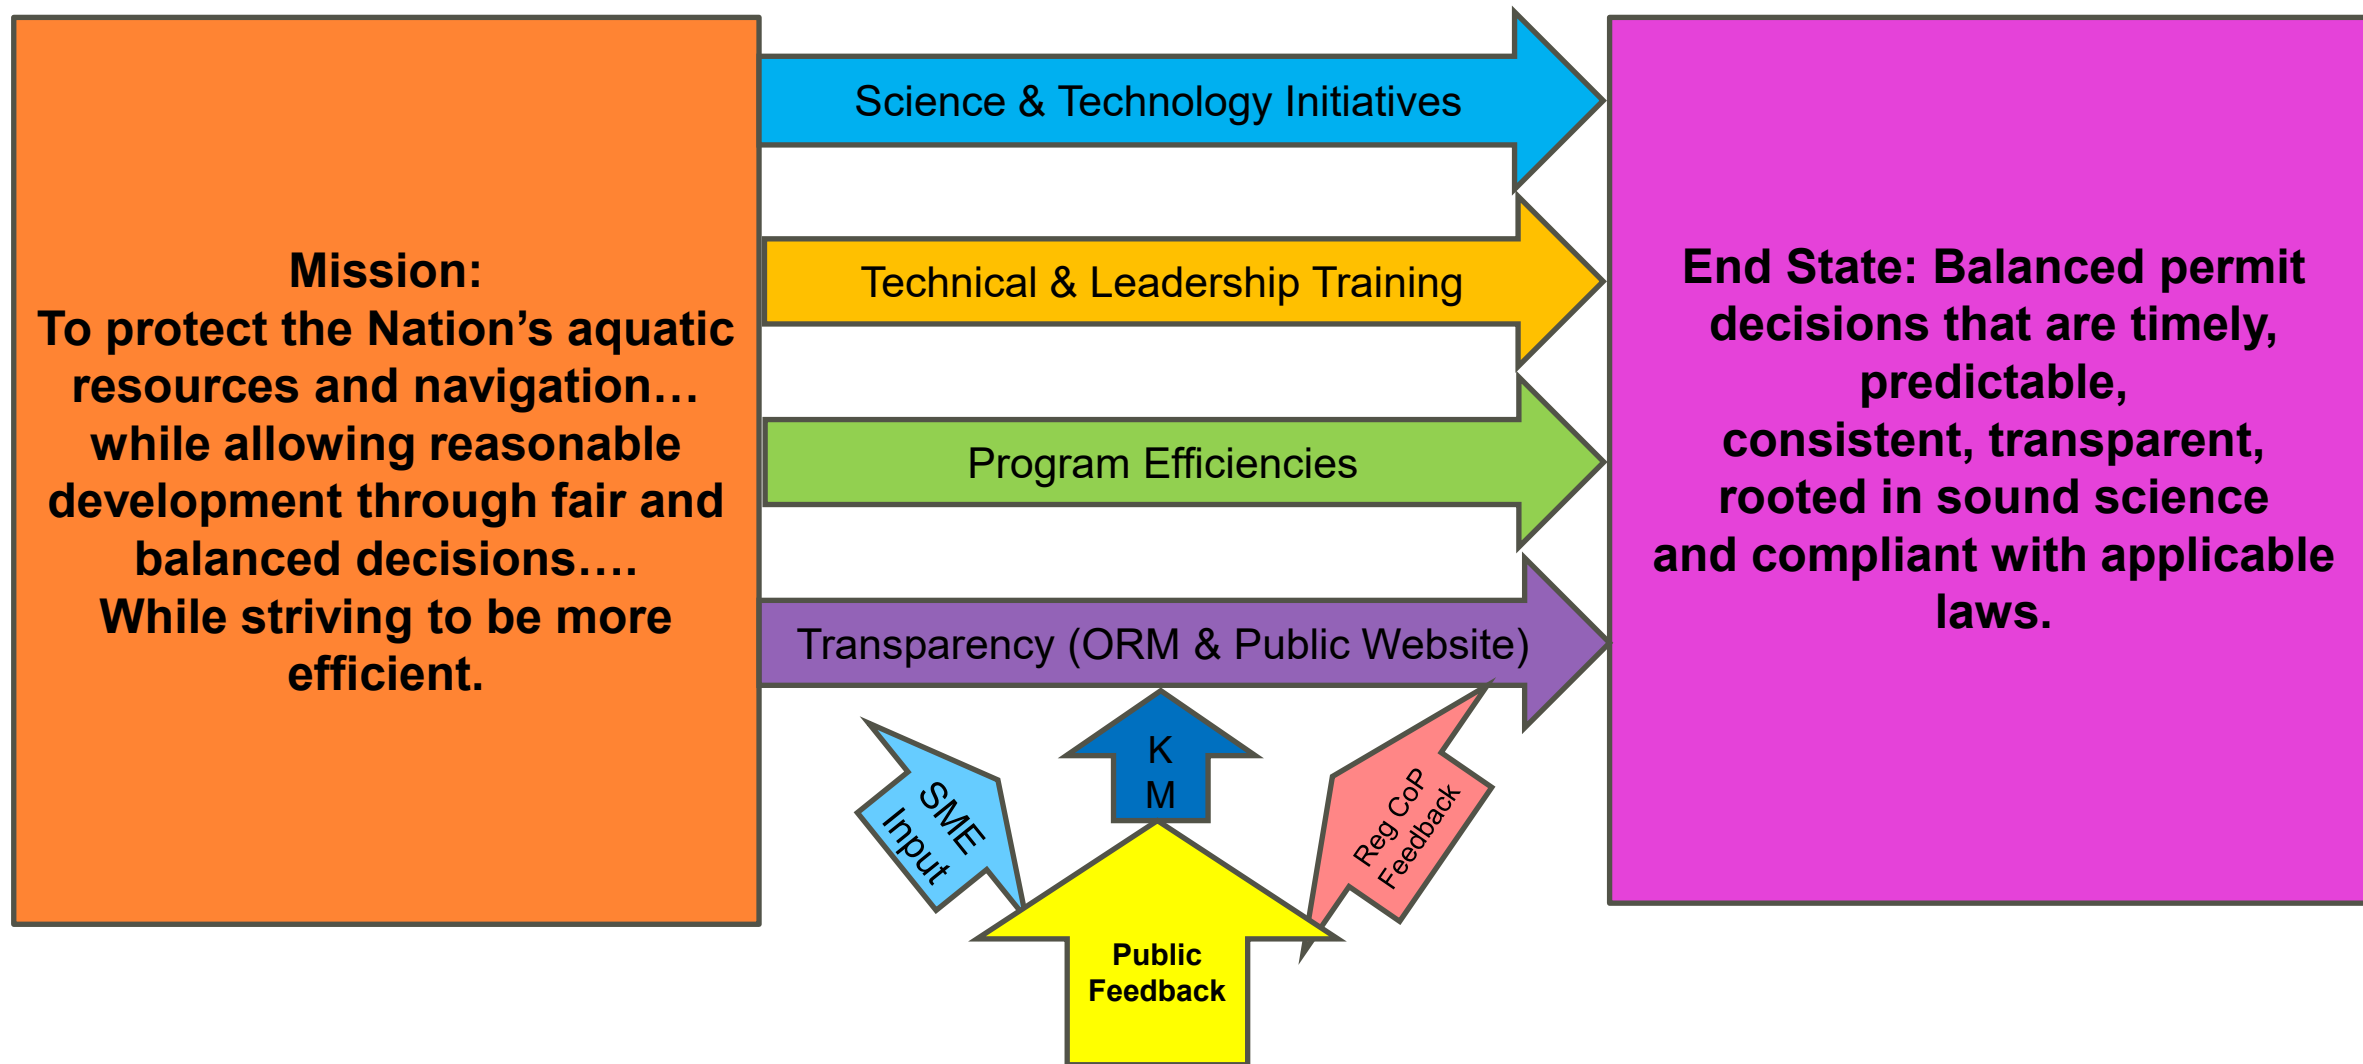 Mission:
To protect the Nation’s aquatic
resources and navigation…
while allowing reasonable
development through fair and
balanced decisions….
While striving to be more
efficient.
Science & Technology Initiatives
Technical & Leadership Training
Program Efficiencies
Transparency (ORM & Public Website)
SME
Input
K
M
Reg CoP
Feedback
Public
Feedback
End State: Balanced permit
decisions that are timely,
predictable,
consistent, transparent,
rooted in sound science
and compliant with applicable
laws.